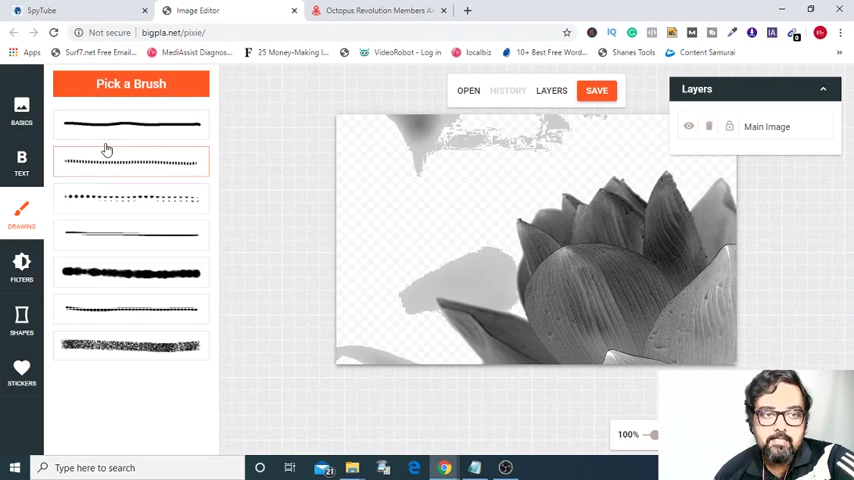 SpyTube
Image Editor
Octopus Revolution Members A
Not secure
bigpla.net/pixie/
Apps
Surf7.net Free Email...
MediAssist Diagnos...
25 Money-Making I...
VideoRobot - Log in
localbiz
10+ Best Free Word...
Shanes Tools
Content Samurai
Pick a Brush
BASICS
TEXT
DRAWING
FILTERS
SHAPES
STICKERS
OPEN
HISTORY
LAYERS
SAVE
Layers
Main Image
100%
Type here to search
21